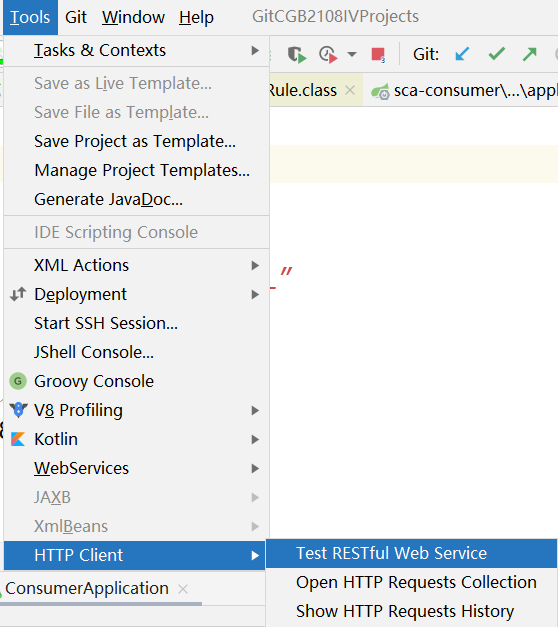 Tools Git Window Help GitCGB2108IVProjects
Tasks & Contexts Git:
Save as Live Template... Rule.class sca-consumer\...\appl
Save File as Template...
Save Project as Template...
Manage Project Templates...
Generate JavaDoc...
IDE Scripting Console
XML Actions
Deployment
Start SSH Session...
JShell Console...
G Groovy Console
V8 Profiling
Kotlin
WebServices
JAXB
XmlBeans
HTTP Client Test RESTful Web Service
ConsumerApplication Open HTTP Requests Collection
Show HTTP Requests History